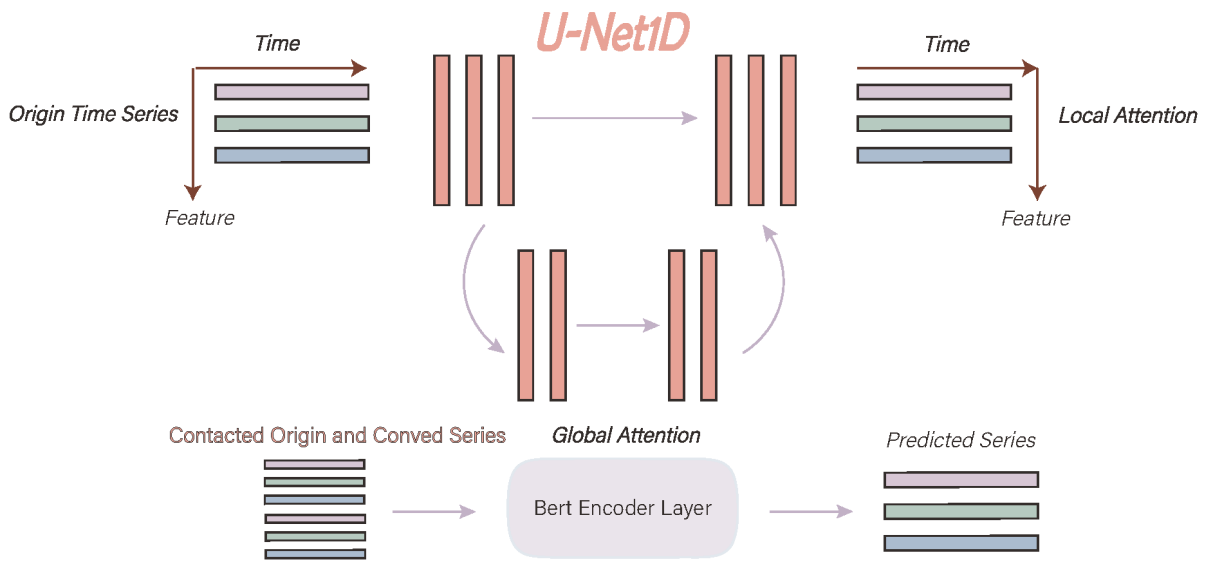 U-Net1D
Time
Time
Origin Time Series
Local Attention
Feature
Feature
Contacted Origin and Conved Series
Global Attention
Predicted Series
Bert Encoder Layer